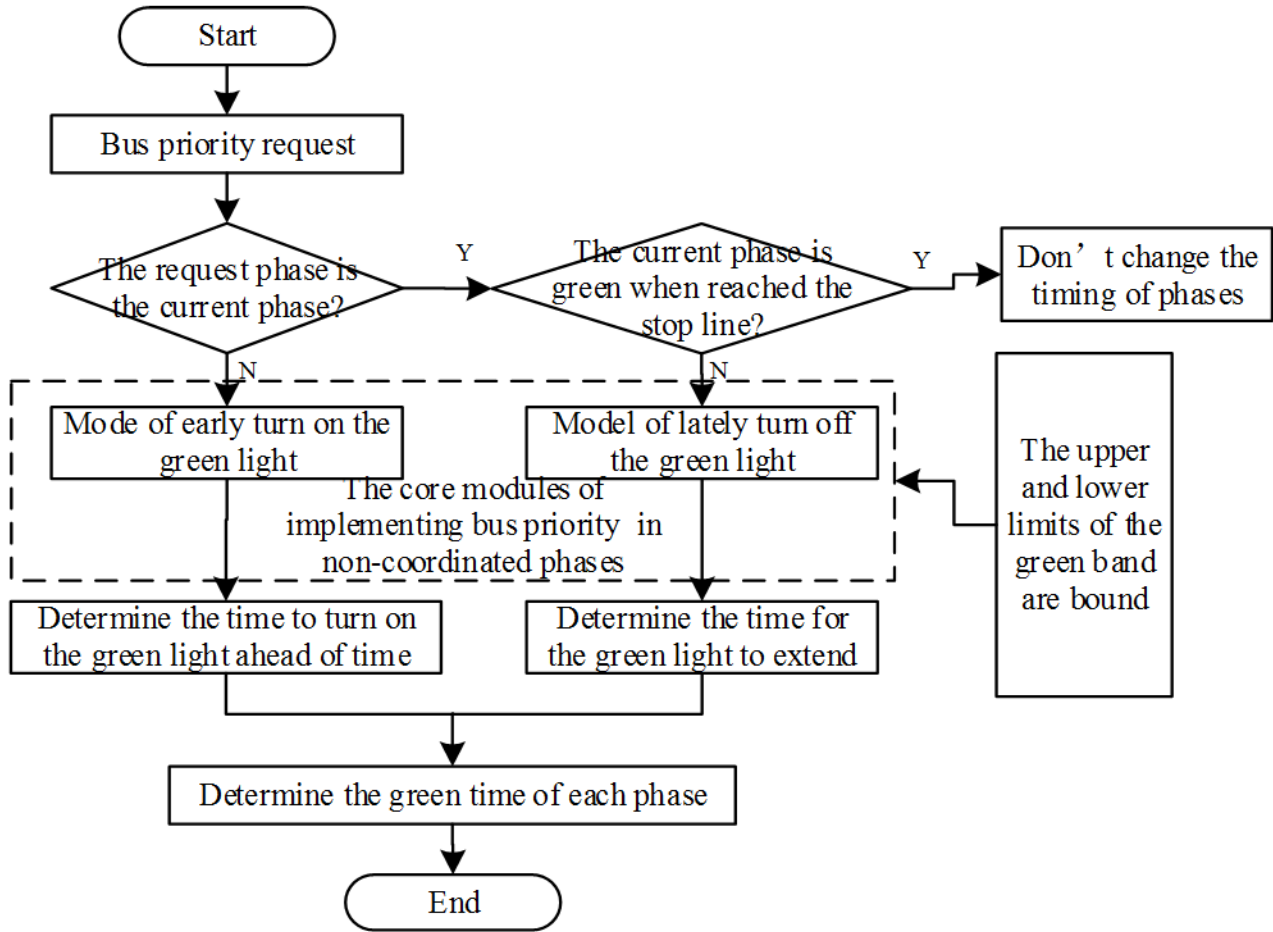 Start
Bus priority request
The request phase is
the current phase?
Y
The current phase is
green when reached the
stop line?
Y
Don’t change the
timing of phases
N
N
Mode of early turn on the
green light
Model of lately turn off
the green light
The core modules of
implementing bus priority in
non-coordinated phases
The upper
and lower
limits of the
green band
are bound
Determine the time to turn on
the green light ahead of time
Determine the time for
the green light to extend
Determine the green time of each phase
End